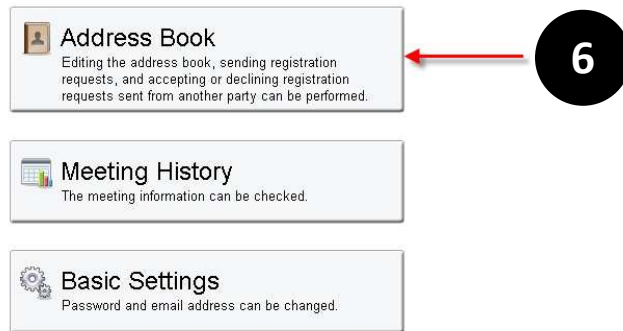 Address Book
Editing the address book, sending registration
requests, and accepting or declining registration
requests sent from another party can be performed.
6
Meeting History
The meeting information can be checked.
Basic Settings
Password and email address can be changed.